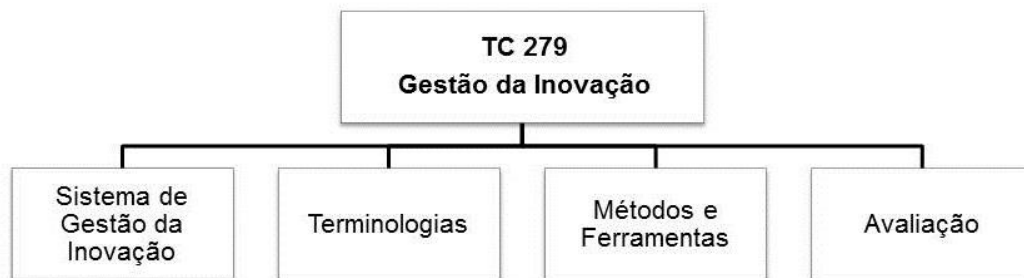 TC 279
Gestão da Inovação
Sistema de
Gestão da
Inovação
Terminologias
Métodos e
Ferramentas
Avaliação